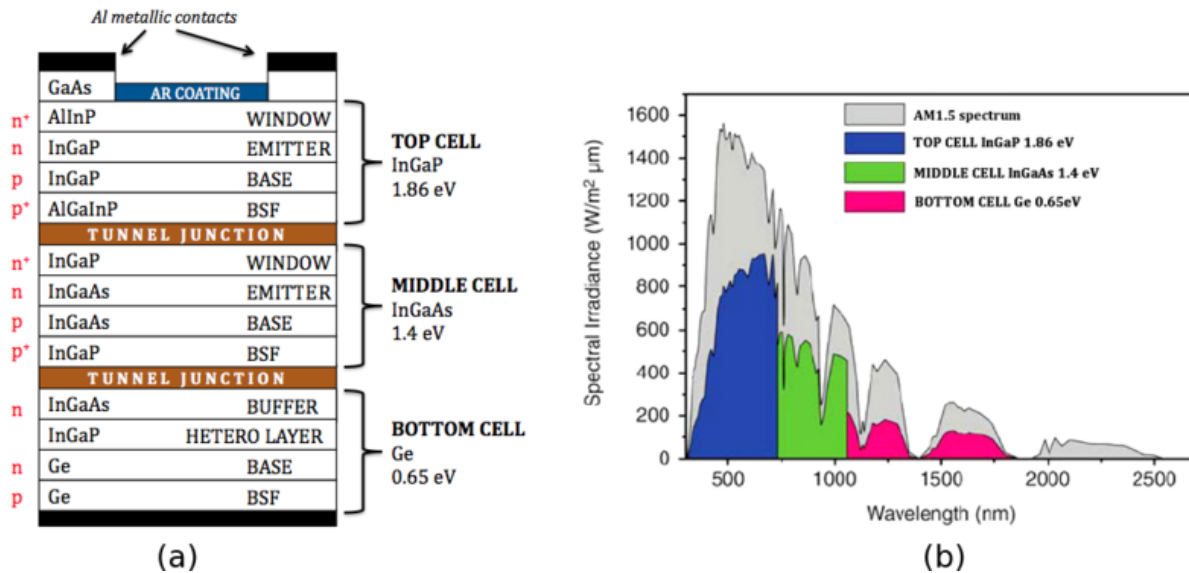 Al metallic contacts
GaAs
AR COATING
n+ AlInP WINDOW
n InGaP EMITTER
p InGaP BASE
p+ AlGaInP BSF
TOP CELL
InGaP
1.86 eV
TUNNEL JUNCTION
n+ InGaP WINDOW
n InGaAs EMITTER
p InGaAs BASE
p+ InGaP BSF
MIDDLE CELL
InGaAs
1.4 eV
TUNNEL JUNCTION
n InGaAs BUFFER
InGaP HETERO LAYER
n Ge BASE
p Ge BSF
BOTTOM CELL
Ge
0.65 eV
(a)
Spectral Irradiance (W/m² µm)
1600
1400
1200
1000
800
600
400
200
0
AM1.5 spectrum
TOP CELL InGaP 1.86 eV
MIDDLE CELL InGaAs 1.4 eV
BOTTOM CELL Ge 0.65eV
500 1000 1500 2000 2500
Wavelength (nm)
(b)